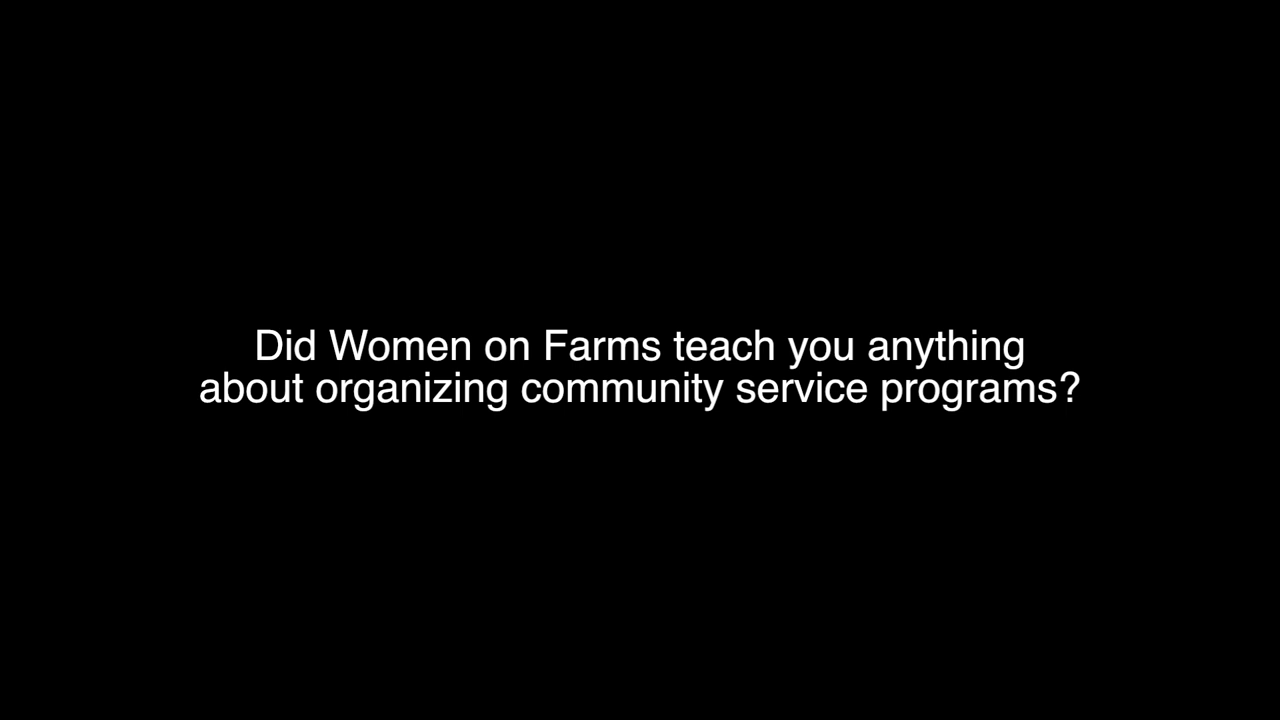 Did Women on Farms teach you anything
about organizing community service programs?